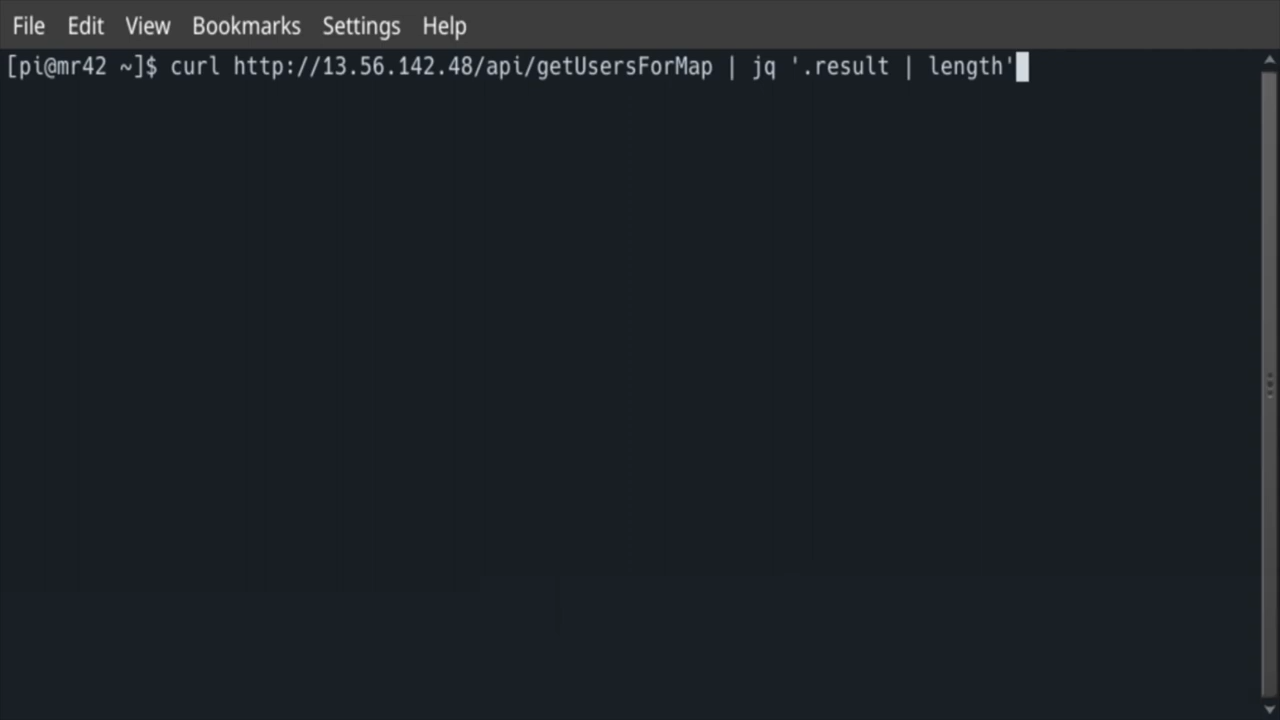 File Edit View Bookmarks Settings Help
[pi@mr42 ~]$ curl http://13.56.142.48/api/getUsersForMap | jq '.result | length'